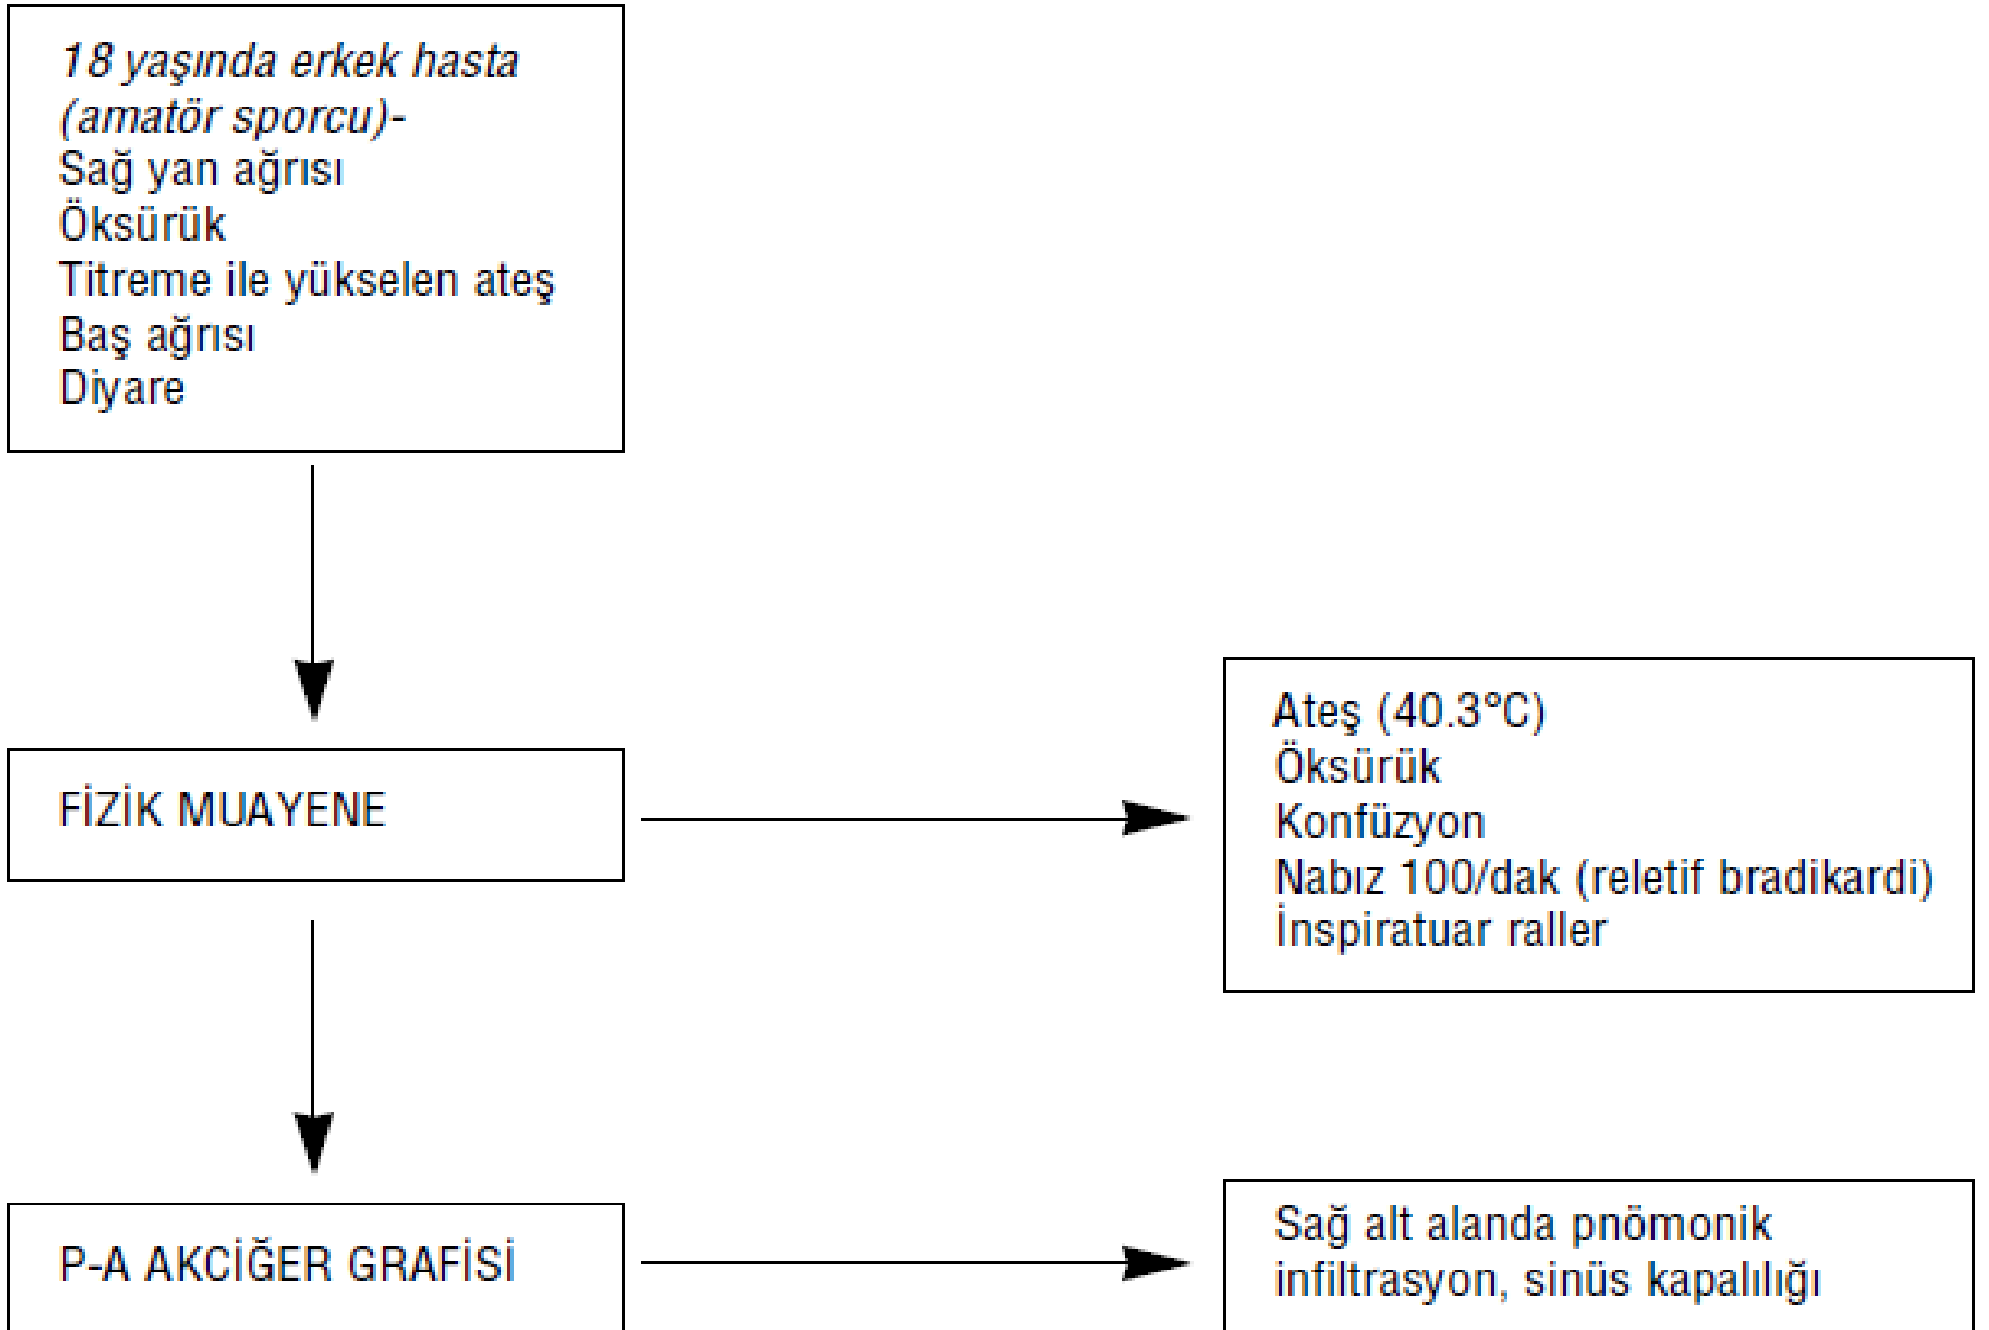 18 yaşında erkek hasta
(amatör sporcu)-
Sağ yan ağrısı
Öksürük
Titreme ile yükselen ateş
Baş ağrısı
Diyare
FİZİK MUAYENE
Ateş (40.3°C)
Öksürük
Konfüzyon
Nabız 100/dak (reletif bradikardi)
İnspiratuar raller
P-A AKCİĞER GRAFİSİ
Sağ alt alanda pnömonik
infiltrasyon, sinüs kapalılığı